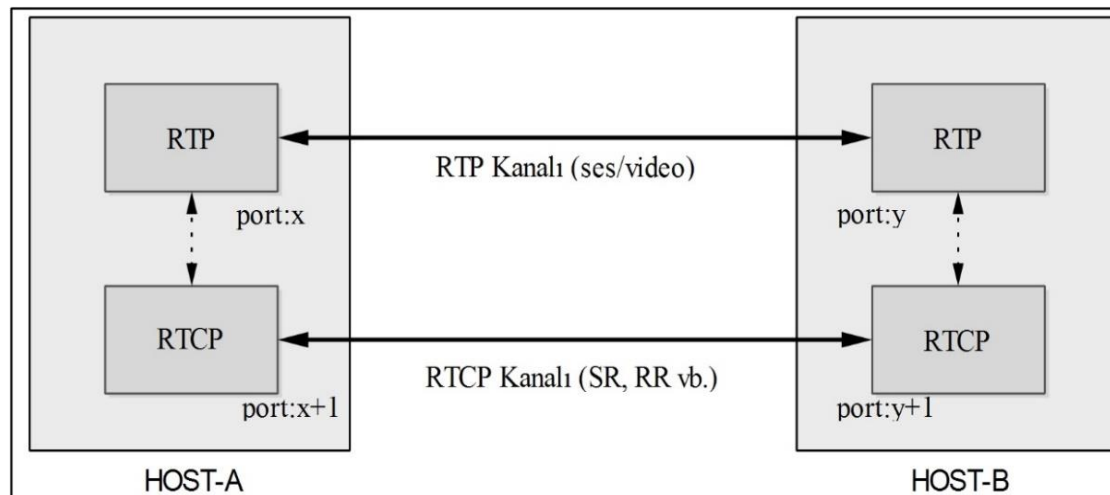 RTP
RTP
RTP Kanalı (ses/video)
port:x
port:y
RTCP
RTCP
RTCP Kanalı (SR, RR vb.)
port:x+1
port:y+1
HOST-A
HOST-B